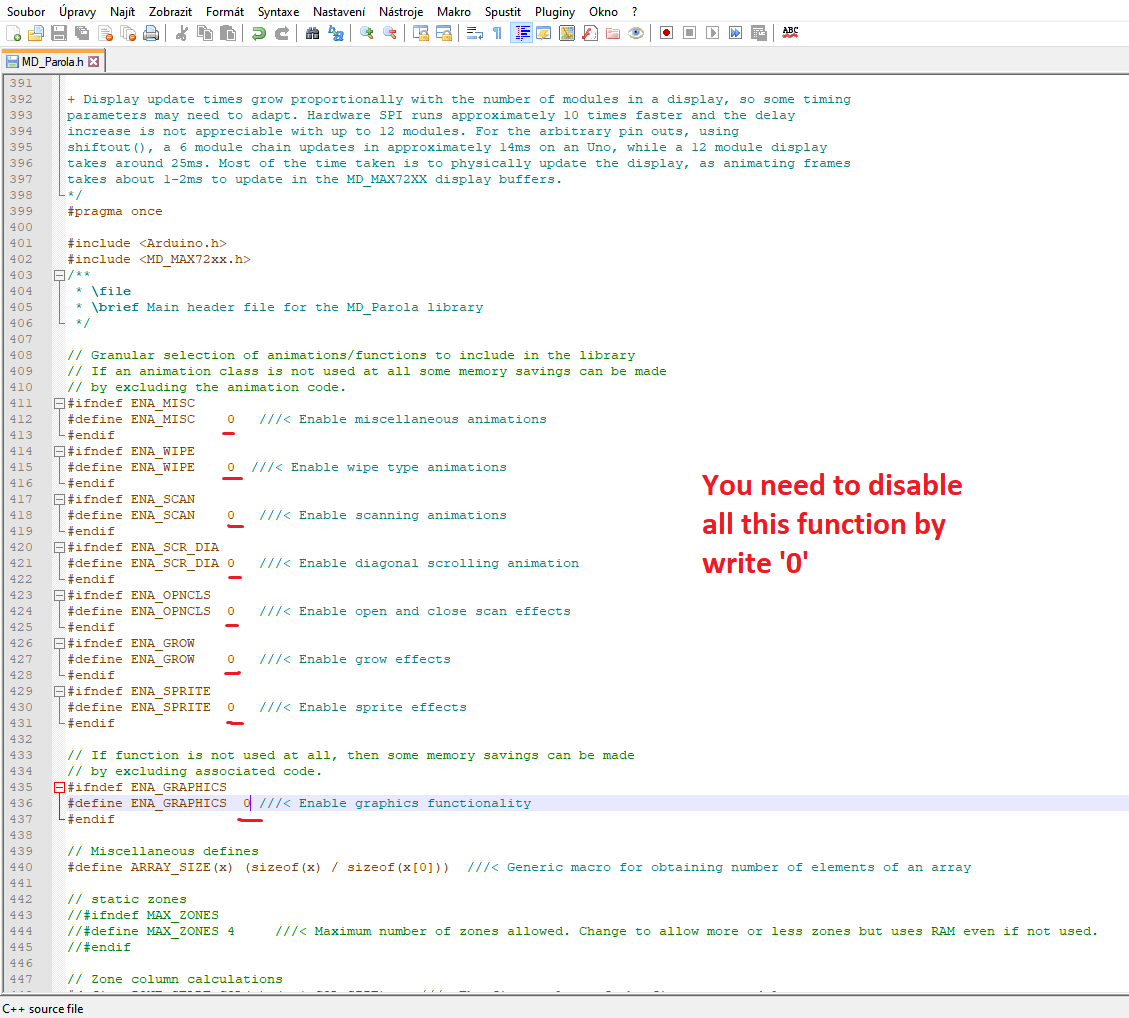 Soubor Úpravy Najít Zobrazit Formát Syntaxe Nastavení Nástroje Makro Spustit Pluginy Okno ?
ABC
MD_Parola.h
391
392 + Display update times grow proportionally with the number of modules in a display, so some timing
393 parameters may need to adapt. Hardware SPI runs approximately 10 times faster and the delay
394 increase is not appreciable with up to 12 modules. For the arbitrary pin outs, using
395 shiftout(), a 6 module chain updates in approximately 14ms on an Uno, while a 12 module display
396 takes around 25ms. Most of the time taken is to physically update the display, as animating frames
397 takes about 1-2ms to update in the MD_MAX72XX display buffers.
398 */
399 #pragma once
400
401 #include <Arduino.h>
402 #include <MD_MAX72xx.h>
403 /**
404 * \file
405 * \brief Main header file for the MD_Parola library
406 */
407
408 // Granular selection of animations/functions to include in the library
409 // If an animation class is not used at all some memory savings can be made
410 // by excluding the animation code.
411 #ifndef ENA_MISC
412 #define ENA_MISC 0 ///< Enable miscellaneous animations
413 #endif
414 #ifndef ENA_WIPE
415 #define ENA_WIPE 0 ///< Enable wipe type animations
416 #endif
417 #ifndef ENA_SCAN
418 #define ENA_SCAN 0 ///< Enable scanning animations
419 #endif
420 #ifndef ENA_SCR_DIA
421 #define ENA_SCR_DIA 0 ///< Enable diagonal scrolling animation
422 #endif
423 #ifndef ENA_OPNCLS
424 #define ENA_OPNCLS 0 ///< Enable open and close scan effects
425 #endif
426 #ifndef ENA_GROW
427 #define ENA_GROW 0 ///< Enable grow effects
428 #endif
429 #ifndef ENA_SPRITE
430 #define ENA_SPRITE 0 ///< Enable sprite effects
431 #endif
432
433 // If function is not used at all, then some memory savings can be made
434 // by excluding associated code.
435 #ifndef ENA_GRAPHICS
436 #define ENA_GRAPHICS 0 ///< Enable graphics functionality
437 #endif
438
439 // Miscellaneous defines
440 #define ARRAY_SIZE(x) (sizeof(x) / sizeof(x[0])) ///< Generic macro for obtaining number of elements of an array
441
442 // static zones
443 //#ifndef MAX_ZONES
444 //#define MAX_ZONES 4 ///< Maximum number of zones allowed. Change to allow more or less zones but uses RAM even if not used.
445 //#endif
446
447 // Zone column calculations
You need to disable
all this function by
write '0'
C++ source file